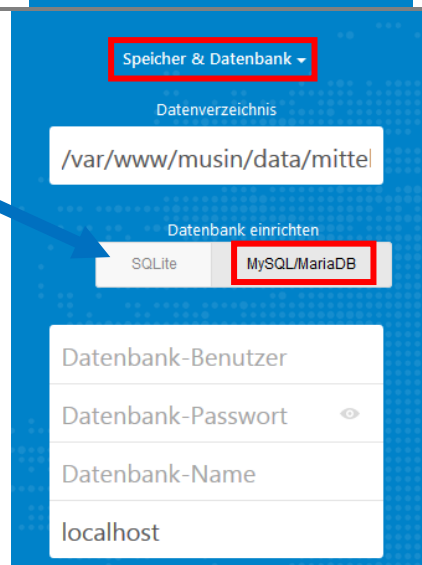 Speicher & Datenbank
Datenverzeichnis
/var/www/musin/data/mittel
Datenbank einrichten
SQLite MySQL/MariaDB
Datenbank-Benutzer
Datenbank-Passwort
Datenbank-Name
localhost